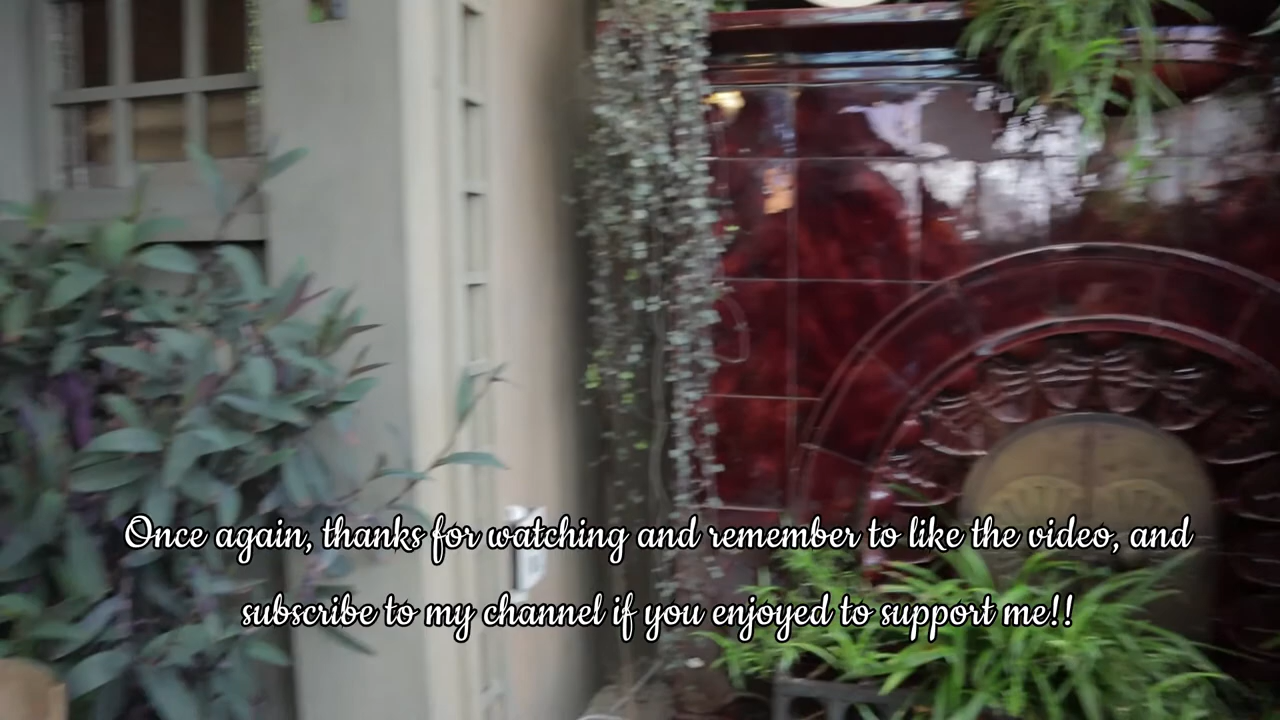 Once again, thanks for watching and remember to like the video, and
subscribe to my channel if you enjoyed to support me!!